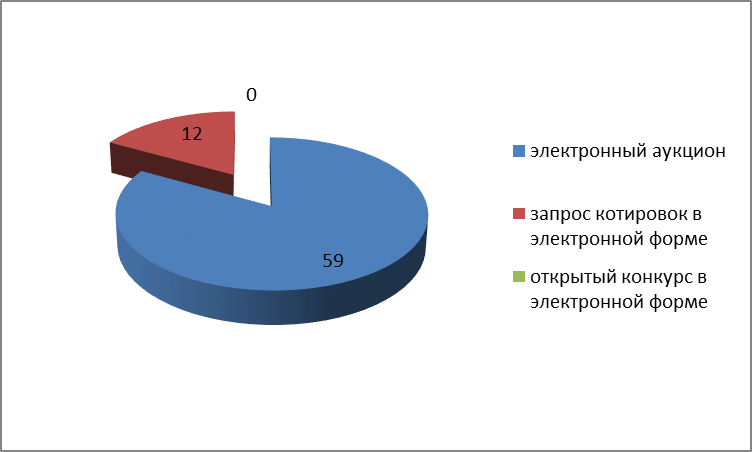 0
12
59
электронный аукцион
запрос котировок в
электронной форме
открытый конкурс в
электронной форме